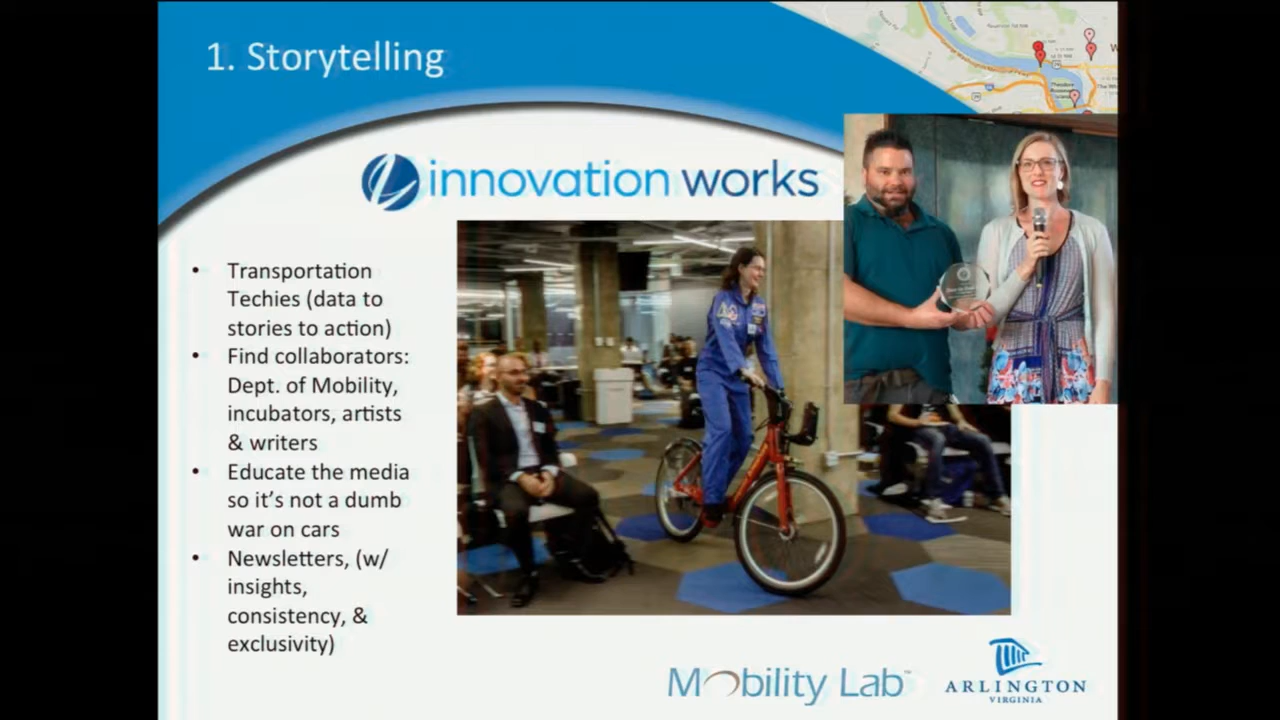 1. Storytelling
innovation works
• Transportation
Techies (data to
stories to action)
• Find collaborators:
Dept. of Mobility,
incubators, artists
& writers
• Educate the media
so it's not a dumb
war on cars
• Newsletters, (w/
insights,
consistency, &
exclusivity)
Mobility Lab™
ARLINGTON
VIRGINIA